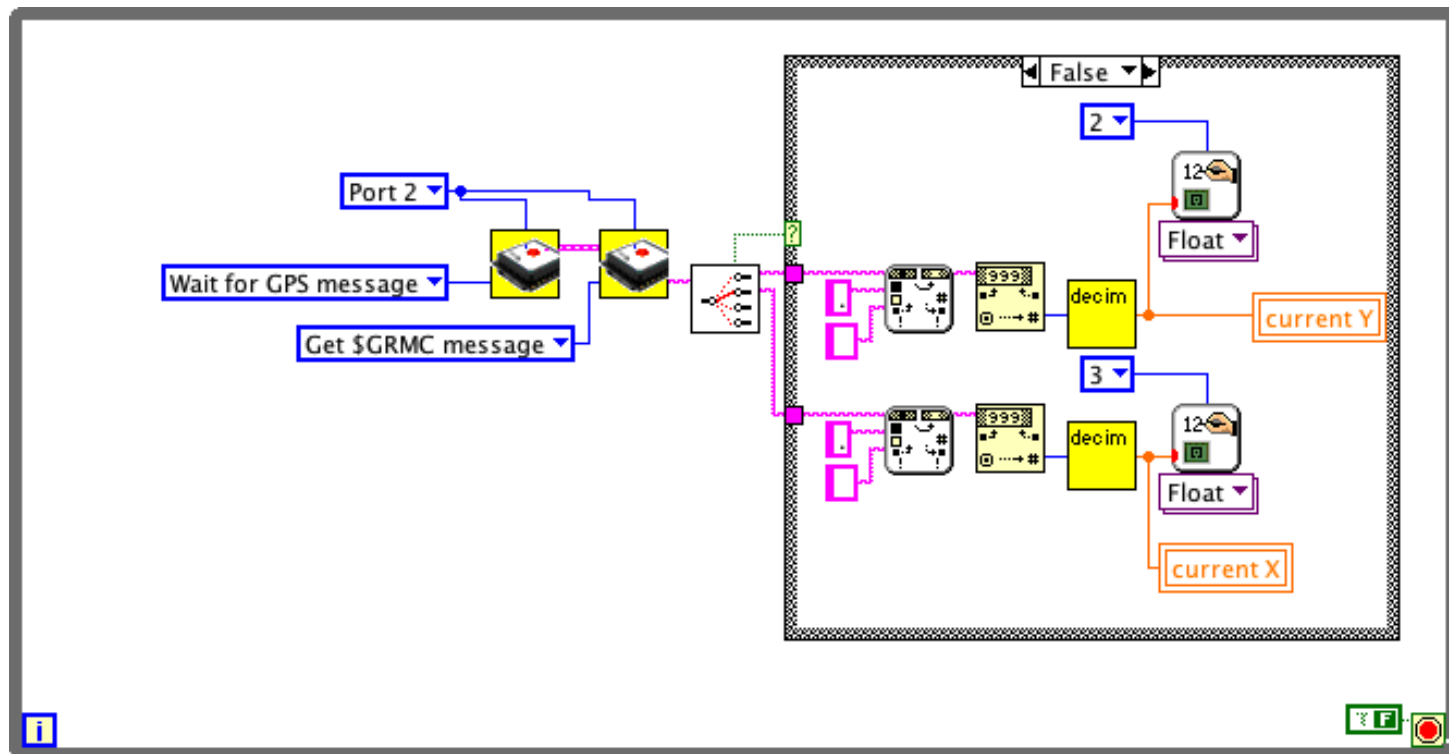 False
2
12
Port 2
Float
Wait for GPS message
999
decim
current Y
Get $GRMC message
3
12
999
decim
Float
current X
i
F